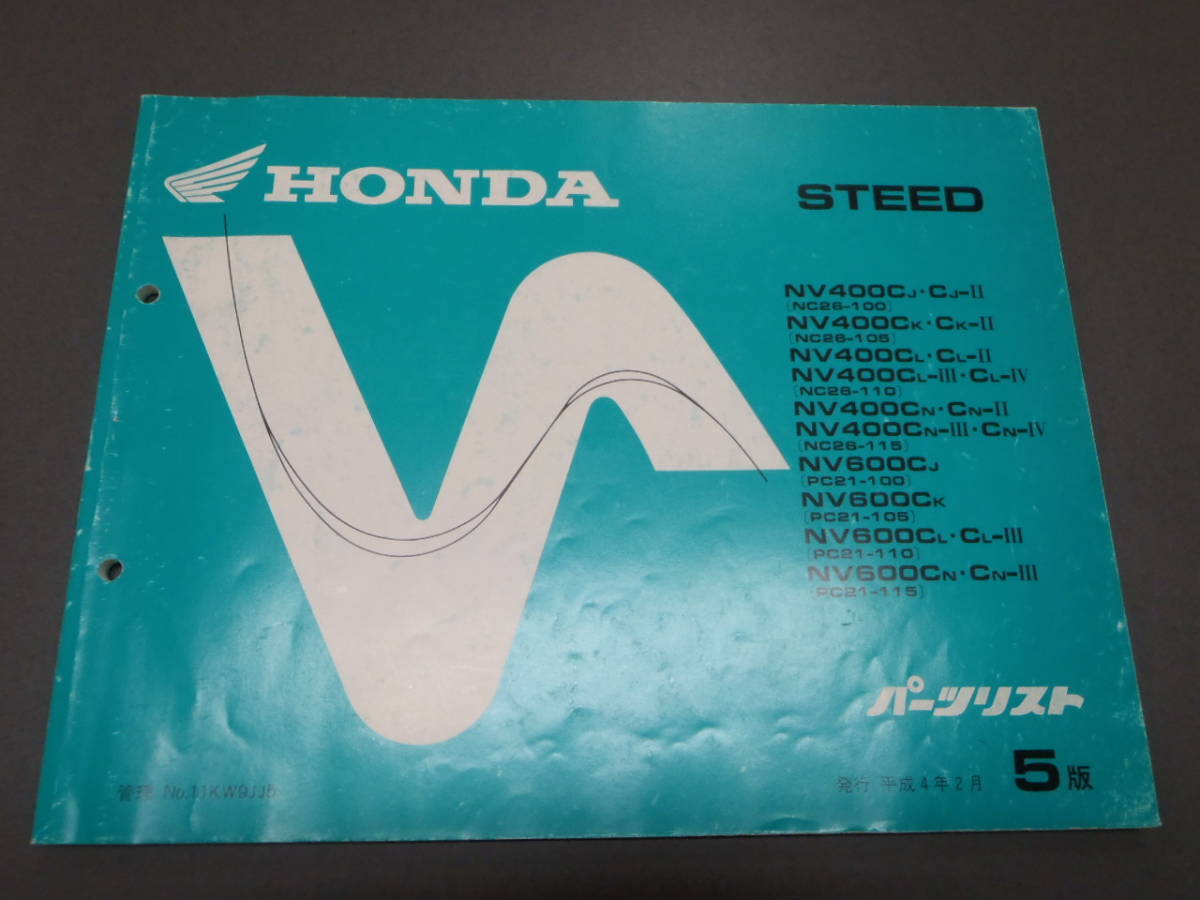 HONDA
STEED
NV400CJ・CJ-II
(NC26-100)
NV400CK・CK-II
(NC26-105)
NV400CL・CL-II
NV400CL-III・CL-IV
(NC26-110)
NV400CN・CN-II
NV400CN-III・CN-IV
(NC26-115)
NV600CJ
(PC21-100)
NV600CK
(PC21-105)
NV600CL・CL-III
(PC21-110)
NV600CN・CN-III
(PC21-115)
パーツリスト
管理 No.11KW9JJ5
発行 平成4年2月 5版